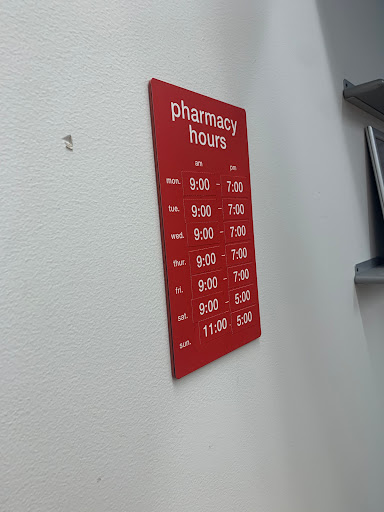 pharmacy
hours
am pm
mon. 9:00 - 7:00
tue. 9:00 - 7:00
wed. 9:00 - 7:00
thur. 9:00 - 7:00
fri. 9:00 - 7:00
sat. 9:00 - 5:00
sun. 11:00 5:00